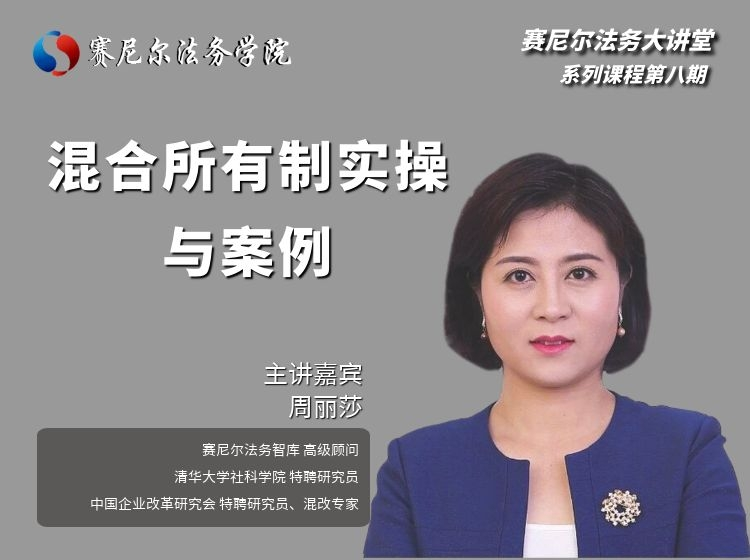 赛尼尔法务学院
赛尼尔法务大讲堂
系列课程第八期
混合所有制实操
与案例
主讲嘉宾
周丽莎
赛尼尔法务智库 高级顾问
清华大学社科学院 特聘研究员
中国企业改革研究会 特聘研究员、混改专家